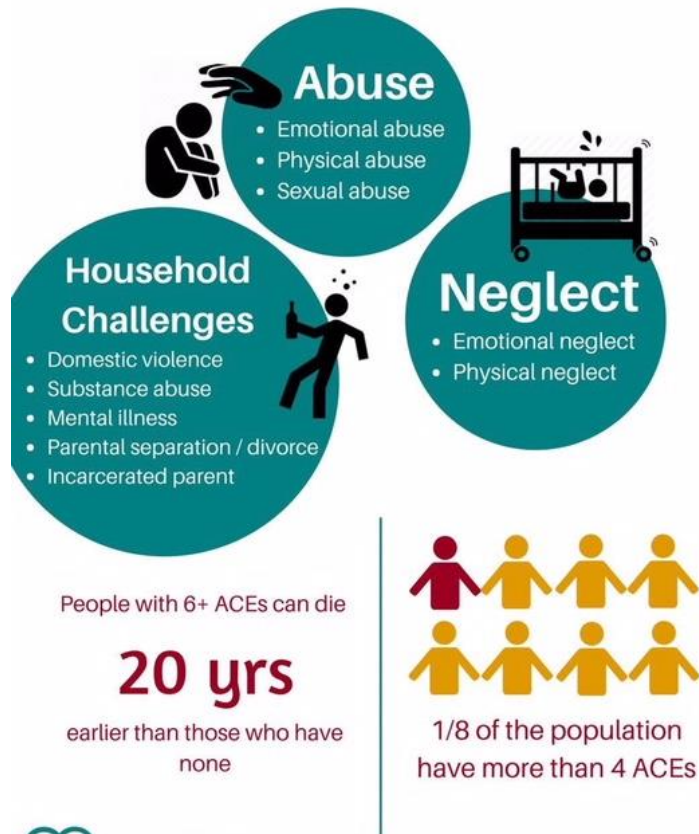 Abuse
• Emotional abuse
• Physical abuse
• Sexual abuse
Household
Challenges
• Domestic violence
• Substance abuse
• Mental illness
• Parental separation / divorce
• Incarcerated parent
Neglect
• Emotional neglect
• Physical neglect
People with 6+ ACEs can die
20 yrs
earlier than those who have
none
1/8 of the population
have more than 4 ACEs